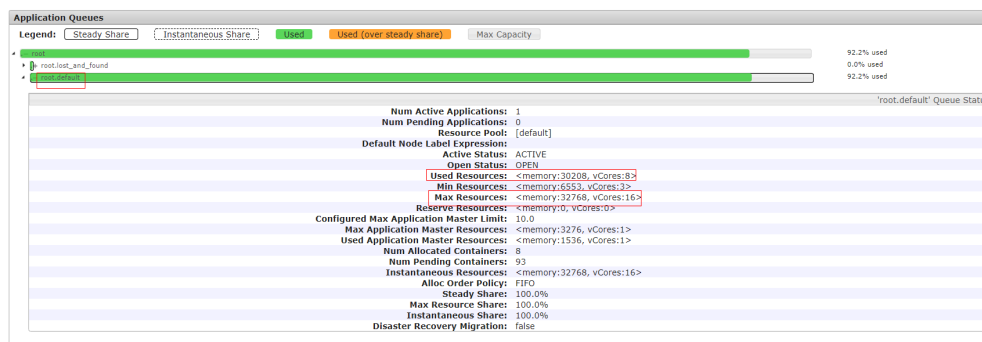 Application Queues
Legend: Steady Share Instantaneous Share Used Used (over steady share) Max Capacity
root 92.2% used
root.lost_and_found 0.0% used
root.default 92.2% used
'root.default' Queue Statu
Num Active Applications: 1
Num Pending Applications: 0
Resource Pool: [default]
Default Node Label Expression:
Active Status: ACTIVE
Open Status: OPEN
Used Resources: <memory:30208, vCores:8>
Min Resources: <memory:6553, vCores:3>
Max Resources: <memory:32768, vCores:16>
Reserve Resources: <memory:0, vCores:0>
Configured Max Application Master Limit: 10.0
Max Application Master Resources: <memory:3276, vCores:1>
Used Application Master Resources: <memory:1536, vCores:1>
Num Allocated Containers: 8
Num Pending Containers: 93
Instantaneous Resources: <memory:32768, vCores:16>
Alloc Order Policy: FIFO
Steady Share: 100.0%
Max Resource Share: 100.0%
Instantaneous Share: 100.0%
Disaster Recovery Migration: false